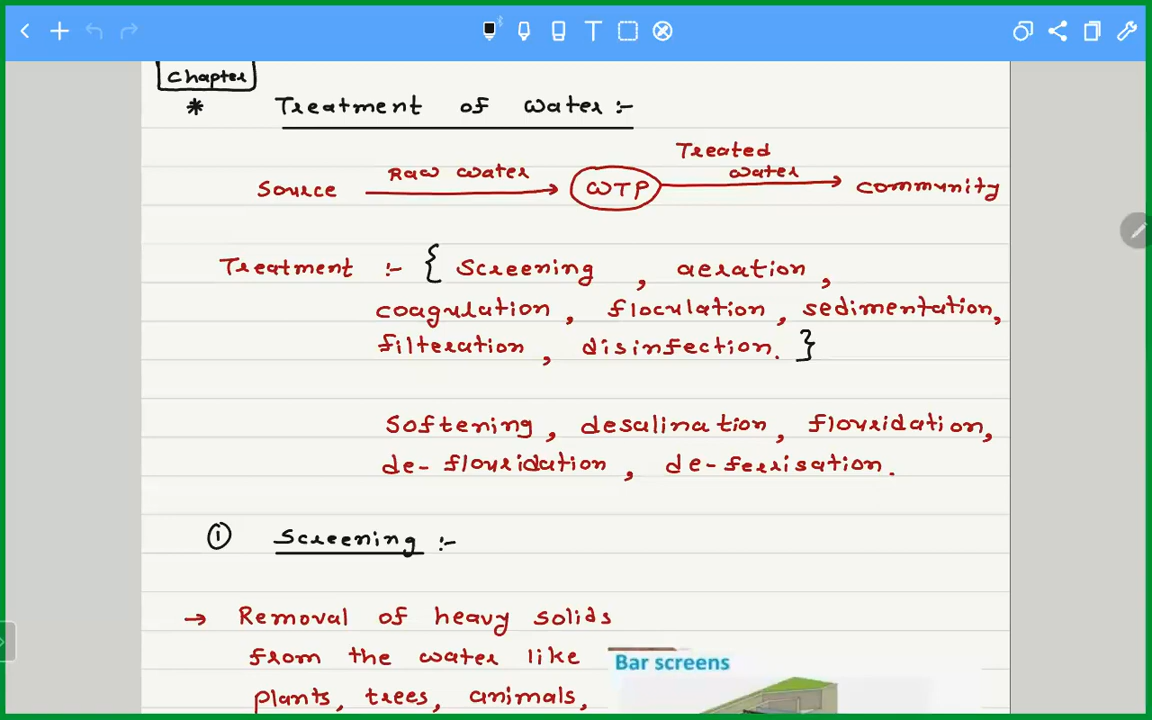 Chapter
* Treatment of water :-
Treated
Raw water
water
Source WTP community
Treatment :- { Screening , aeration ,
coagulation , floculation , sedimentation,
filteration , disinfection. }
Softening , desalination , flouridation,
de-flouridation , de-ferrisation.
① Screening :-
→ Removal of heavy solids
from the water like
Bar screens
plants, trees, animals,